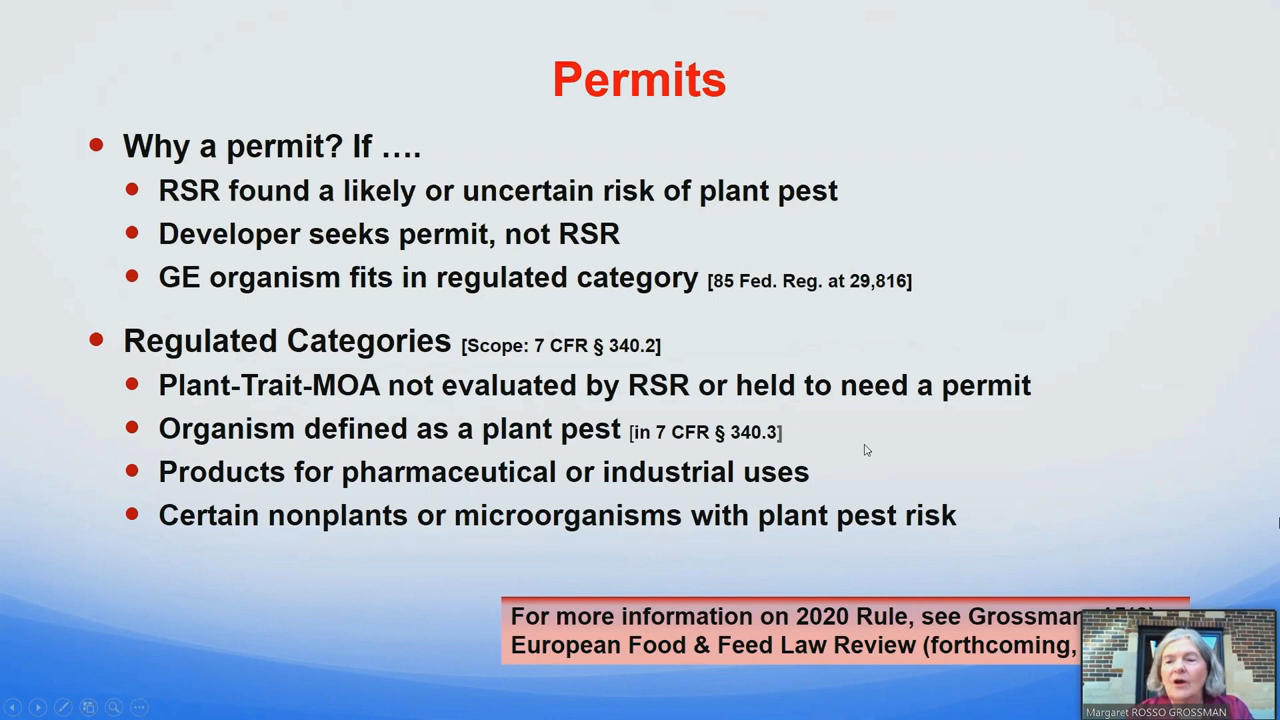 Permits
Why a permit? If ….
RSR found a likely or uncertain risk of plant pest
Developer seeks permit, not RSR
GE organism fits in regulated category [85 Fed. Reg. at 29,816]
Regulated Categories [Scope: 7 CFR § 340.2]
Plant-Trait-MOA not evaluated by RSR or held to need a permit
Organism defined as a plant pest [in 7 CFR § 340.3]
Products for pharmaceutical or industrial uses
Certain nonplants or microorganisms with plant pest risk
For more information on 2020 Rule, see Grossman
European Food & Feed Law Review (forthcoming,
Margaret ROSSO GROSSMAN